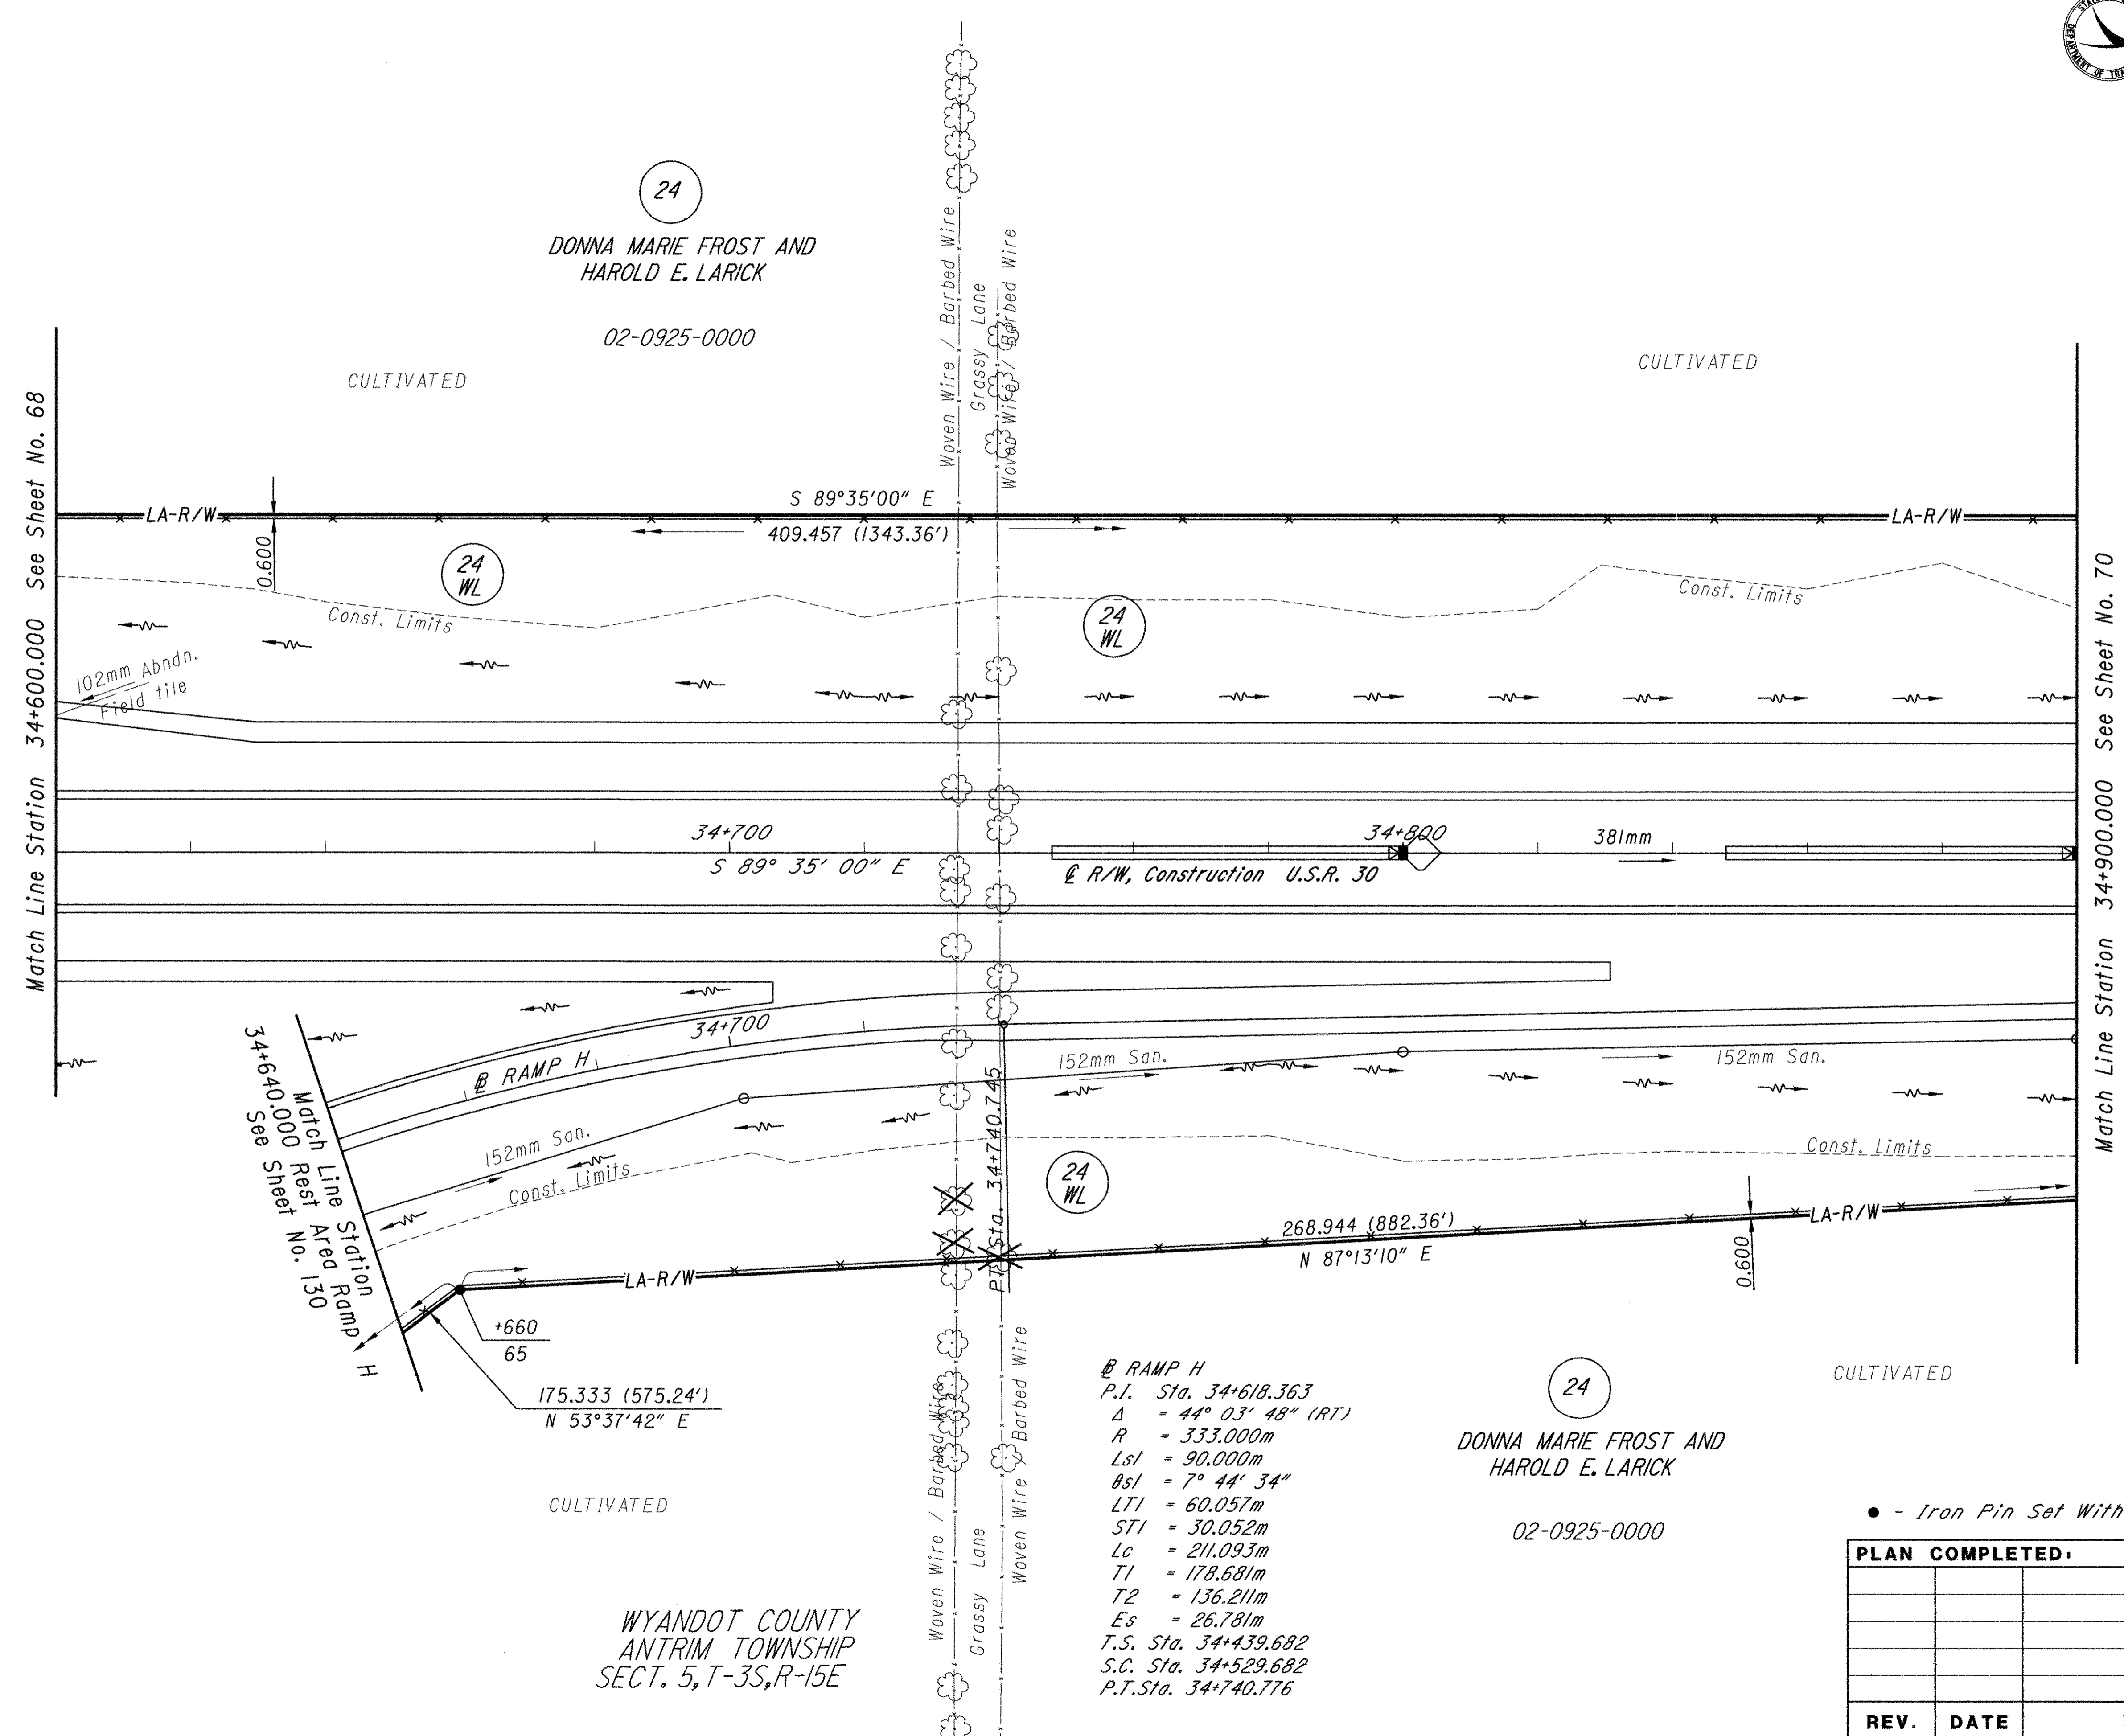 24
DONNA MARIE FROST AND
HAROLD E. LARICK
02-0925-0000
CULTIVATED
CULTIVATED
Woven Wire / Barbed Wire
Grassy Lane
Woven Wire / Barbed Wire
Match Line Station 34+600.000 See Sheet No. 68
LA-R/W
S 89°35'00" E
409.457 (1343.36')
LA-R/W
0.600
24
WL
Const. Limits
24
WL
Const. Limits
102mm Abndn.
Field tile
34+700
S 89° 35' 00" E
34+800
381mm
℄ R/W, Construction U.S.R. 30
Match Line Station 34+900.000 See Sheet No. 70
34+700
RAMP H
152mm San.
152mm San.
152mm San.
Const. Limits
Const. Limits
PT Sta. 34+740.745
24
WL
Match Line Station
34+640.000 Rest Area Ramp H
See Sheet No. 130
LA-R/W
268.944 (882.36')
N 87°13'10" E
LA-R/W
0.600
+660
65
175.333 (575.24')
N 53°37'42" E
CULTIVATED
Woven Wire / Barbed Wire
Grassy Lane
Woven Wire / Barbed Wire
RAMP H
P.I. Sta. 34+618.363
Δ = 44° 03' 48" (RT)
R = 333.000m
Ls1 = 90.000m
θs1 = 7° 44' 34"
LT1 = 60.057m
ST1 = 30.052m
Lc = 211.093m
T1 = 178.681m
T2 = 136.211m
Es = 26.781m
T.S. Sta. 34+439.682
S.C. Sta. 34+529.682
P.T.Sta. 34+740.776
24
DONNA MARIE FROST AND
HAROLD E. LARICK
02-0925-0000
CULTIVATED
WYANDOT COUNTY
ANTRIM TOWNSHIP
SECT. 5,T-3S,R-15E
● - Iron Pin Set With
PLAN COMPLETED:
REV. DATE